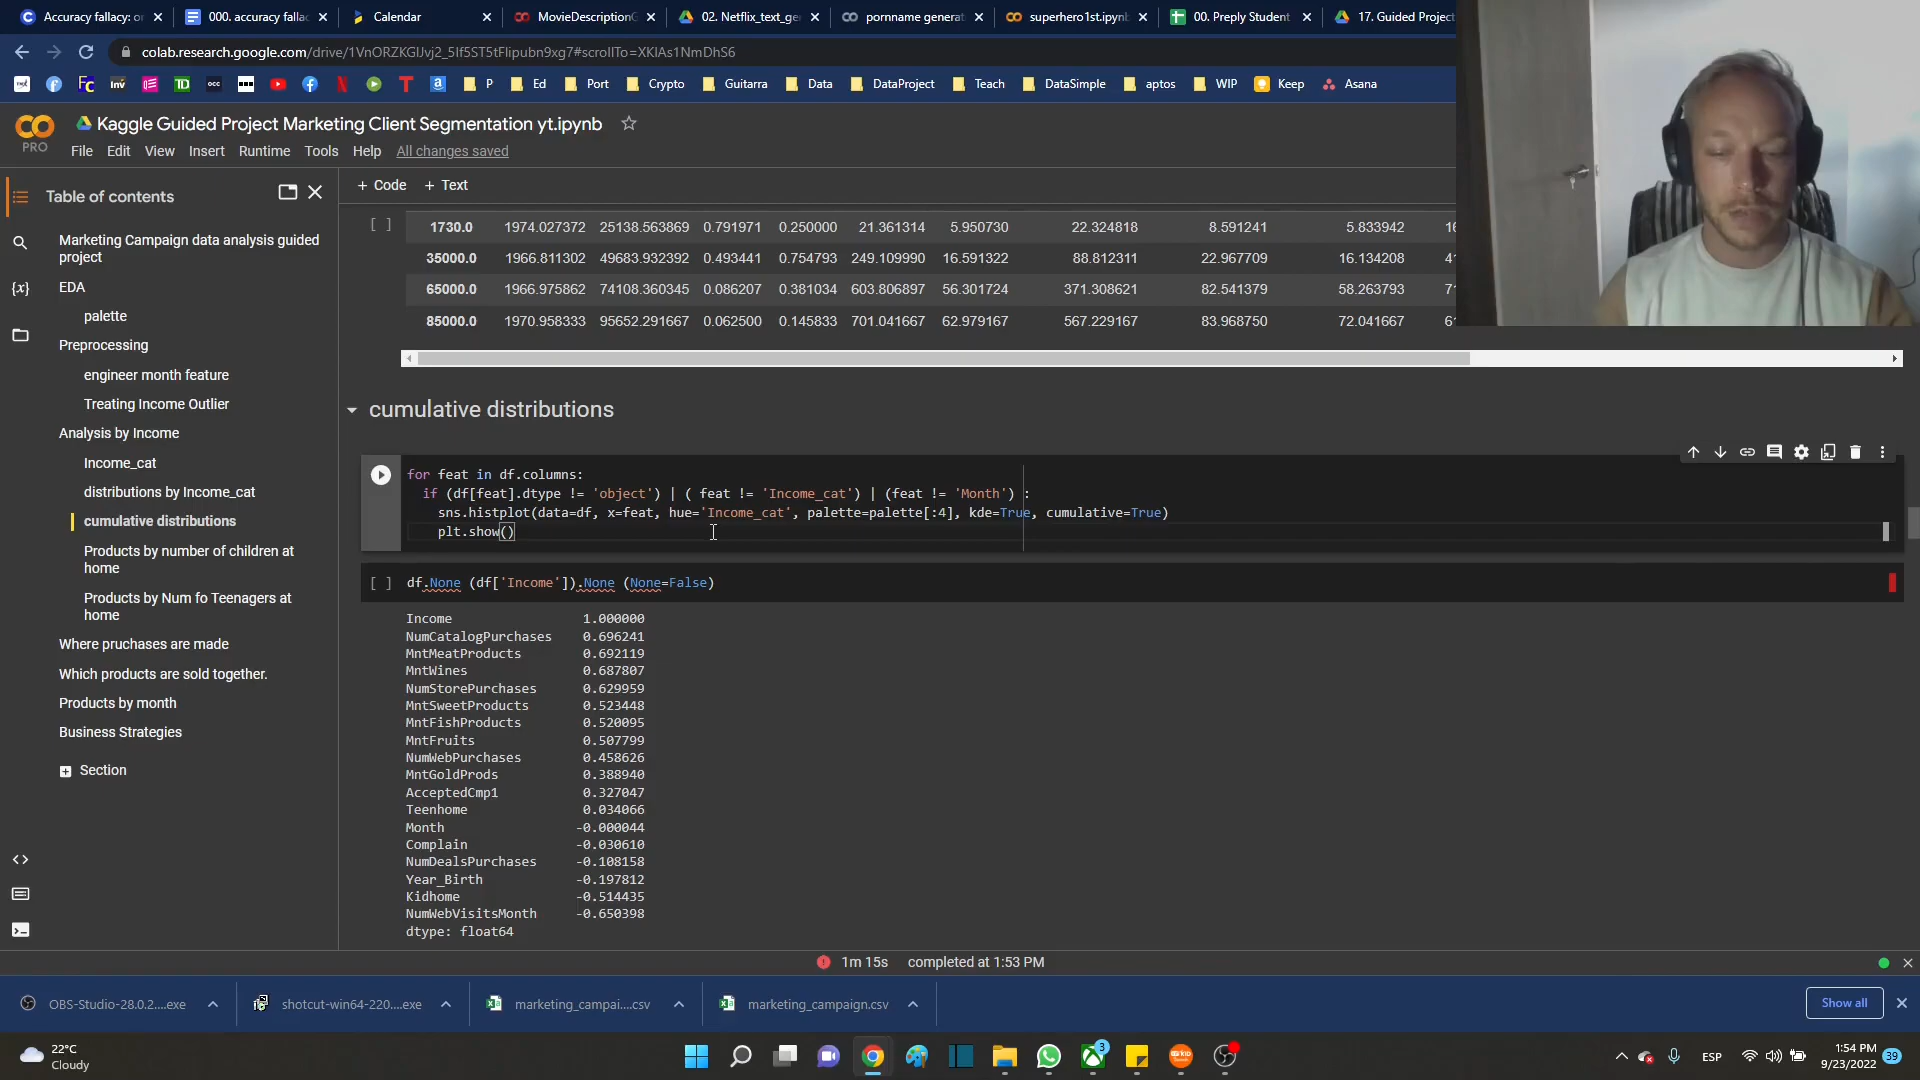 Accuracy fallacy: or
000. accuracy fallac
Calendar
MovieDescriptionG
02. Netflix_text_ge
pornname generat
superhero1st.ipynb
00. Preply Student
17. Guided Project
colab.research.google.com/drive/1VnORZKGIJvj2_5If5ST5tFlipubn9xg7#scrollTo=XKlAs1NmDhS6
P
Ed
Port
Crypto
Guitarra
Data
DataProject
Teach
DataSimple
aptos
WIP
Keep
Asana
PRO
Kaggle Guided Project Marketing Client Segmentation yt.ipynb
File Edit View Insert Runtime Tools Help All changes saved
Table of contents
+ Code + Text
Marketing Campaign data analysis guided
project
EDA
palette
Preprocessing
engineer month feature
Treating Income Outlier
Analysis by Income
Income_cat
distributions by Income_cat
cumulative distributions
Products by number of children at
home
Products by Num fo Teenagers at
home
Where pruchases are made
Which products are sold together.
Products by month
Business Strategies
Section
[ ] 1730.0 1974.027372 25138.563869 0.791971 0.250000 21.361314 5.950730 22.324818 8.591241 5.833942 16
35000.0 1966.811302 49683.932392 0.493441 0.754793 249.109990 16.591322 88.812311 22.967709 16.134208 41
65000.0 1966.975862 74108.360345 0.086207 0.381034 603.806897 56.301724 371.308621 82.541379 58.263793 71
85000.0 1970.958333 95652.291667 0.062500 0.145833 701.041667 62.979167 567.229167 83.968750 72.041667 61
cumulative distributions
for feat in df.columns:
if (df[feat].dtype != 'object') | ( feat != 'Income_cat') | (feat != 'Month') :
sns.histplot(data=df, x=feat, hue='Income_cat', palette=palette[:4], kde=True, cumulative=True)
plt.show()
[ ] df.None (df['Income']).None (None=False)
Income 1.000000
NumCatalogPurchases 0.696241
MntMeatProducts 0.692119
MntWines 0.687807
NumStorePurchases 0.629959
MntSweetProducts 0.523448
MntFishProducts 0.520095
MntFruits 0.507799
NumWebPurchases 0.458626
MntGoldProds 0.388940
AcceptedCmp1 0.327047
Teenhome 0.034066
Month -0.000044
Complain -0.030610
NumDealsPurchases -0.108158
Year_Birth -0.197812
Kidhome -0.514435
NumWebVisitsMonth -0.650398
dtype: float64
1m 15s completed at 1:53 PM
OBS-Studio-28.0.2....exe
shotcut-win64-220....exe
marketing_campai....csv
marketing_campaign.csv
Show all
22°C
Cloudy
3
ESP
1:54 PM
9/23/2022
39